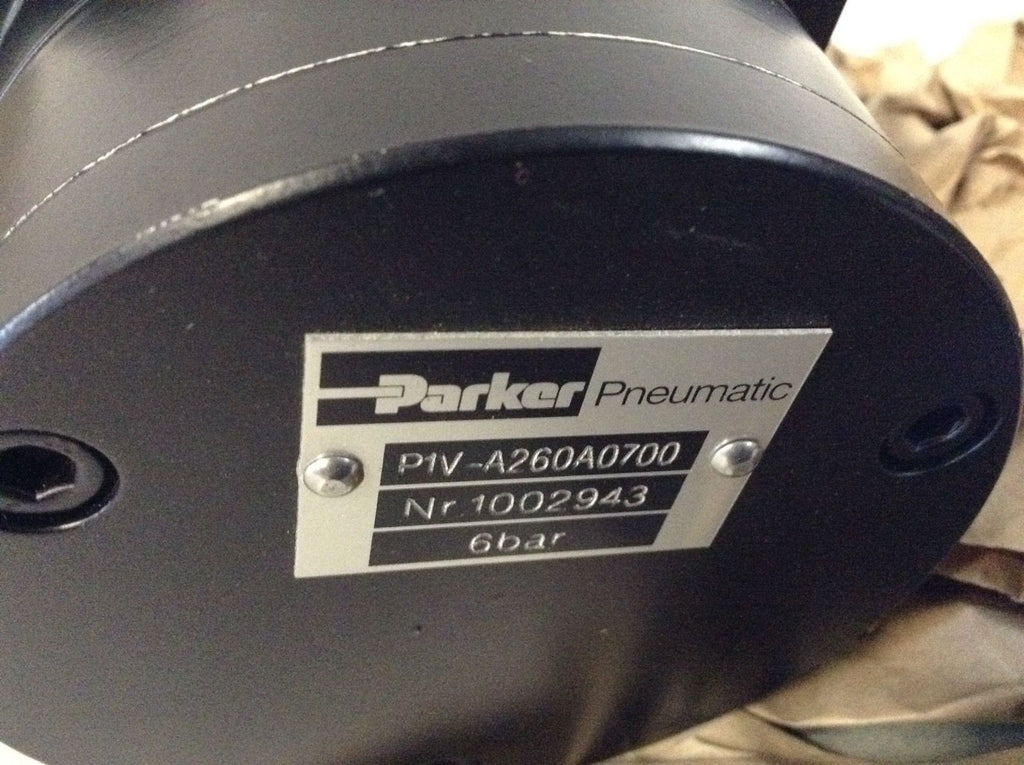 Parker Pneumatic
P1V-A260A0700
Nr.1002943
6bar